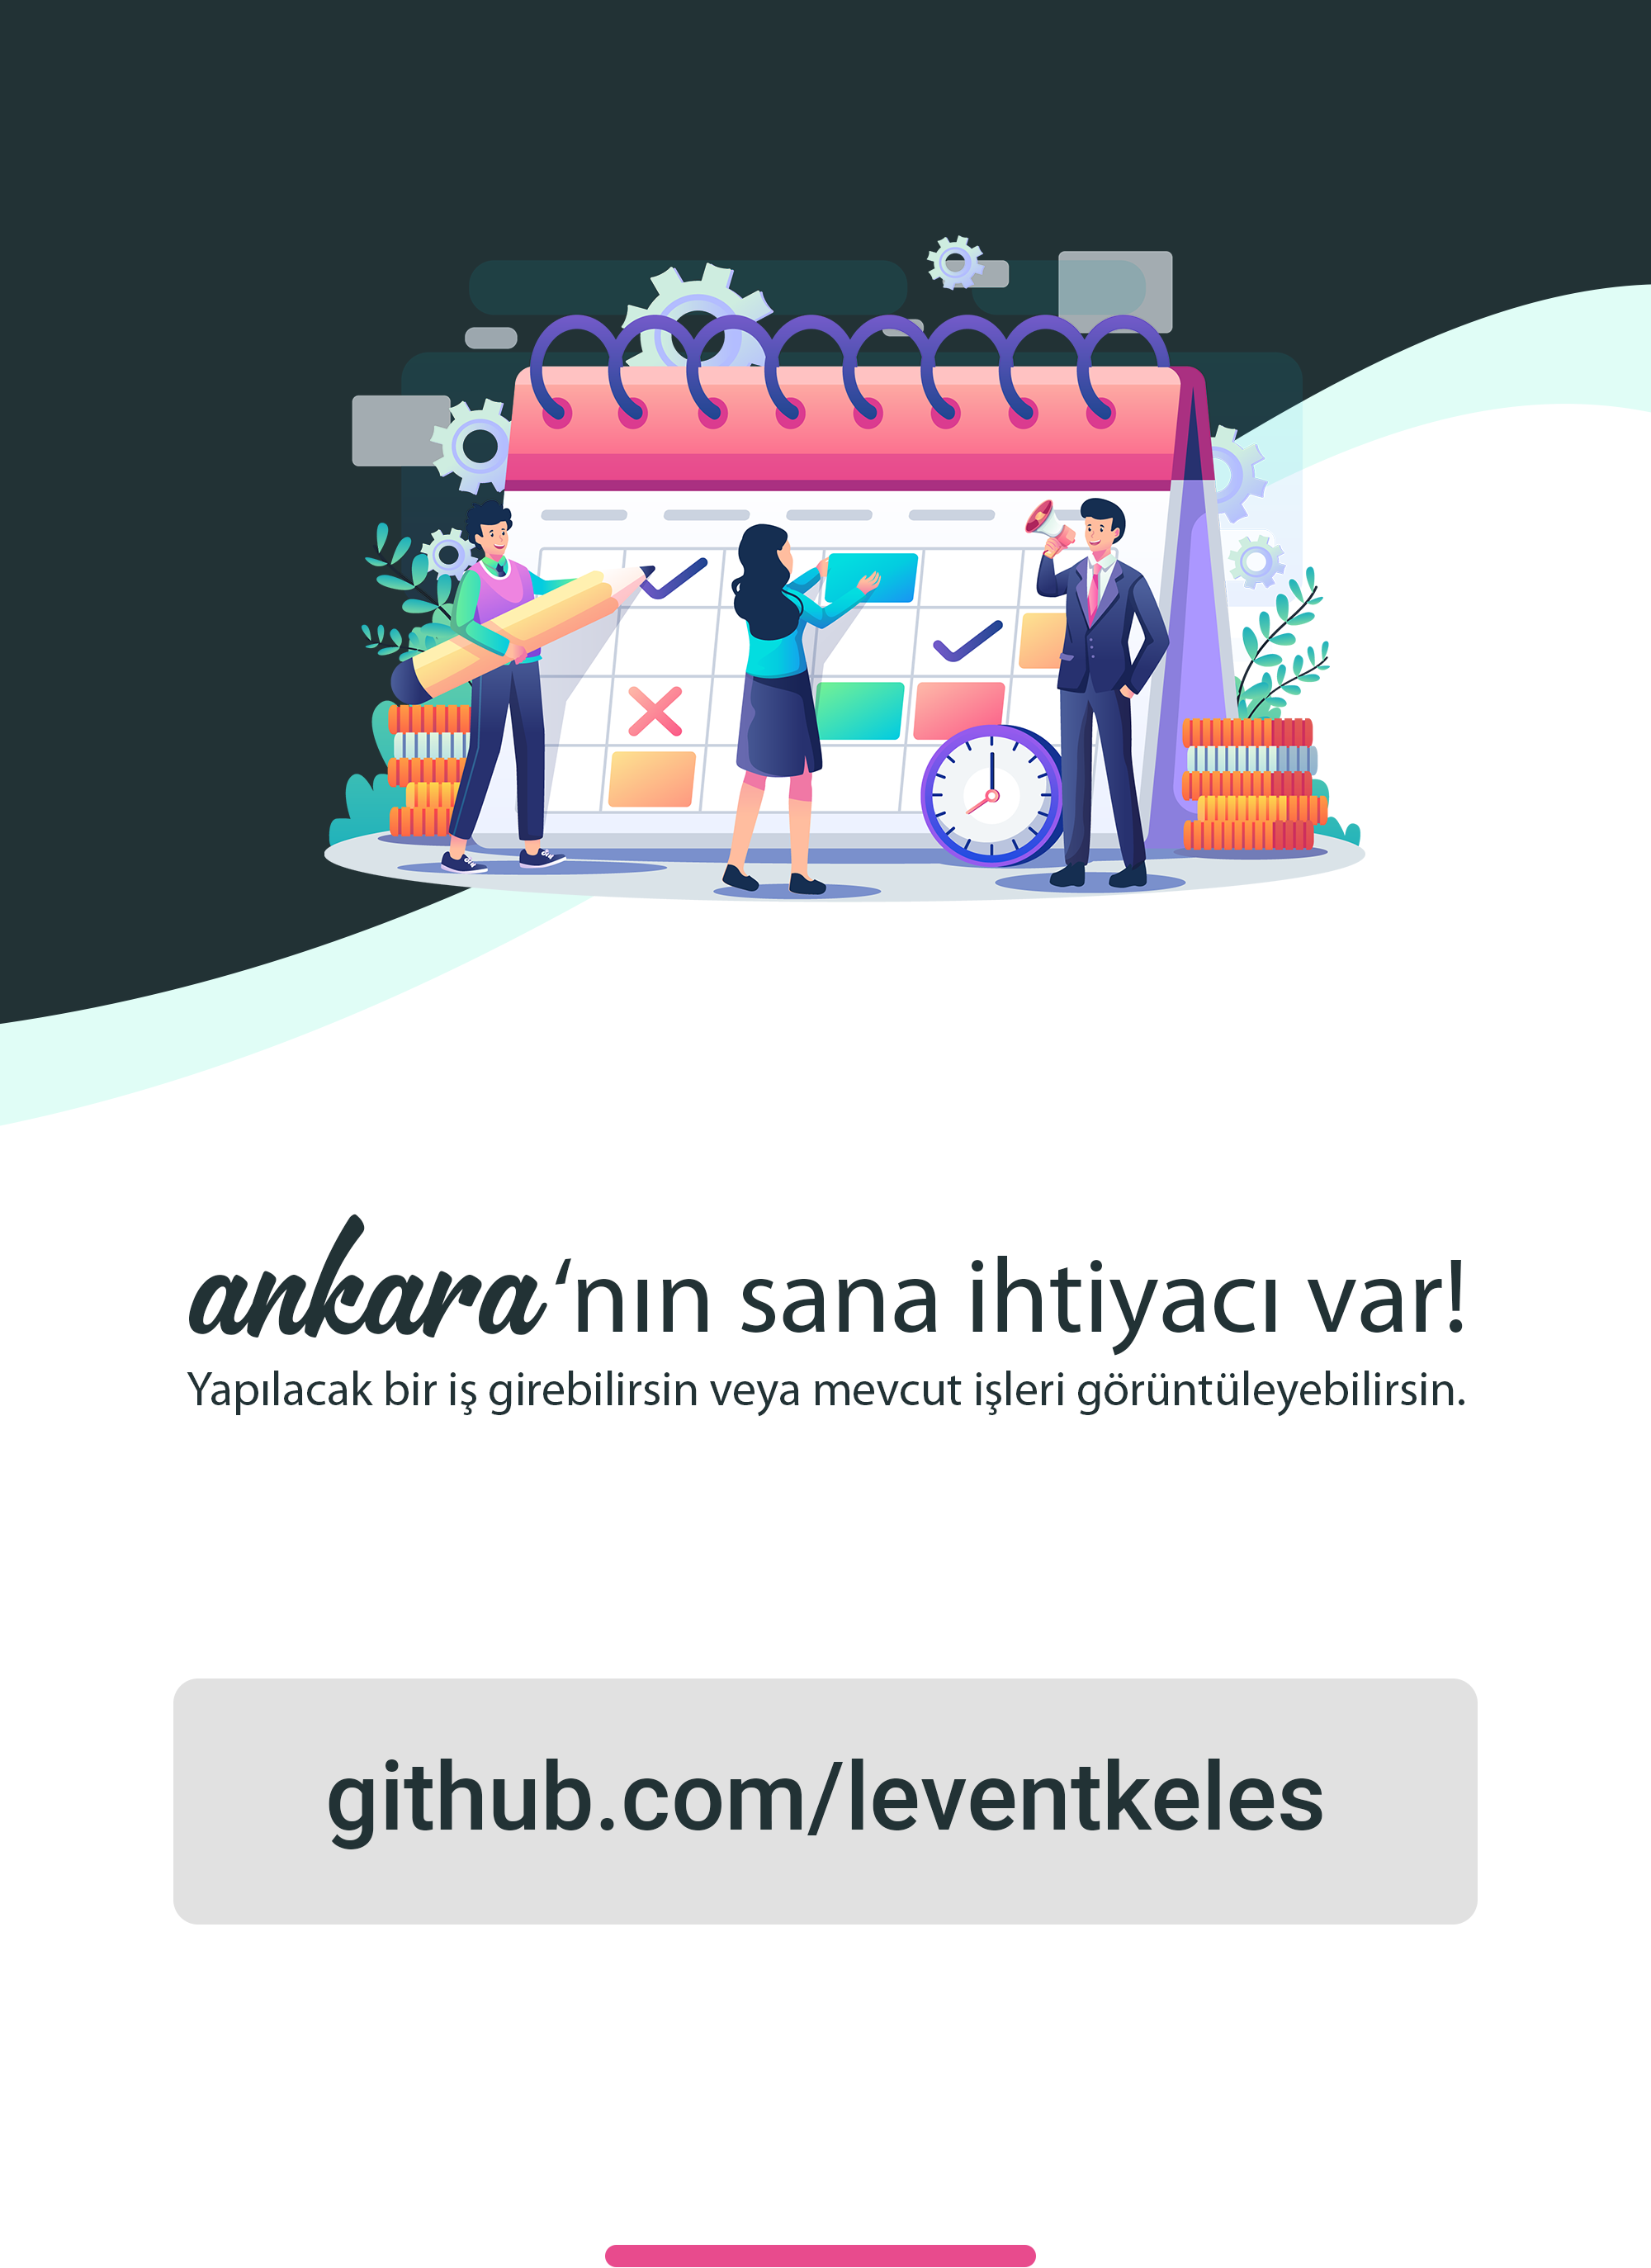 ankara‘nın sana ihtiyacı var!
Yapılacak bir iş girebilirsin veya mevcut işleri görüntüleyebilirsin.
github.com/leventkeles